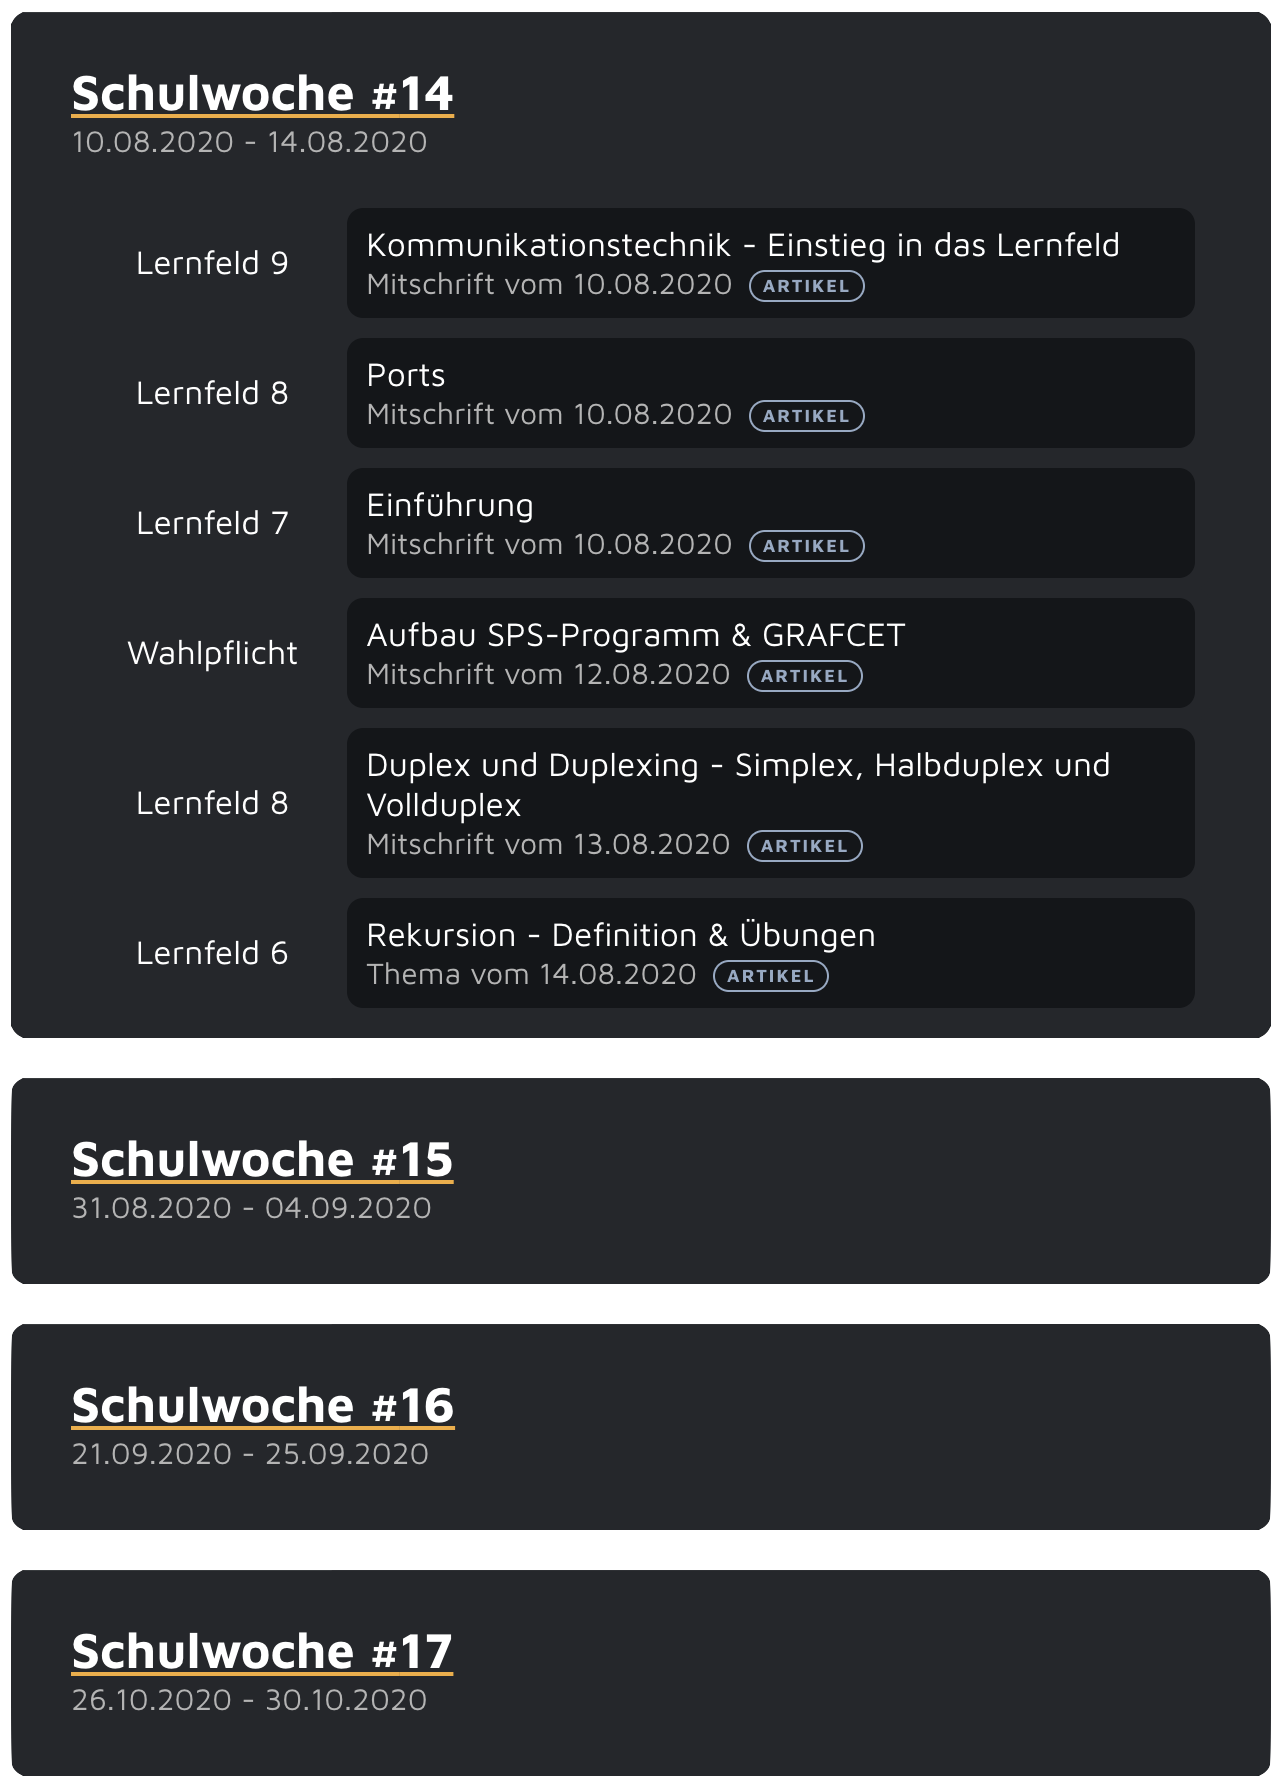 Schulwoche #14
10.08.2020 - 14.08.2020
Lernfeld 9
Kommunikationstechnik - Einstieg in das Lernfeld
Mitschrift vom 10.08.2020 ARTIKEL
Lernfeld 8
Ports
Mitschrift vom 10.08.2020 ARTIKEL
Lernfeld 7
Einführung
Mitschrift vom 10.08.2020 ARTIKEL
Wahlpflicht
Aufbau SPS-Programm & GRAFCET
Mitschrift vom 12.08.2020 ARTIKEL
Lernfeld 8
Duplex und Duplexing - Simplex, Halbduplex und
Vollduplex
Mitschrift vom 13.08.2020 ARTIKEL
Lernfeld 6
Rekursion - Definition & Übungen
Thema vom 14.08.2020 ARTIKEL
Schulwoche #15
31.08.2020 - 04.09.2020
Schulwoche #16
21.09.2020 - 25.09.2020
Schulwoche #17
26.10.2020 - 30.10.2020